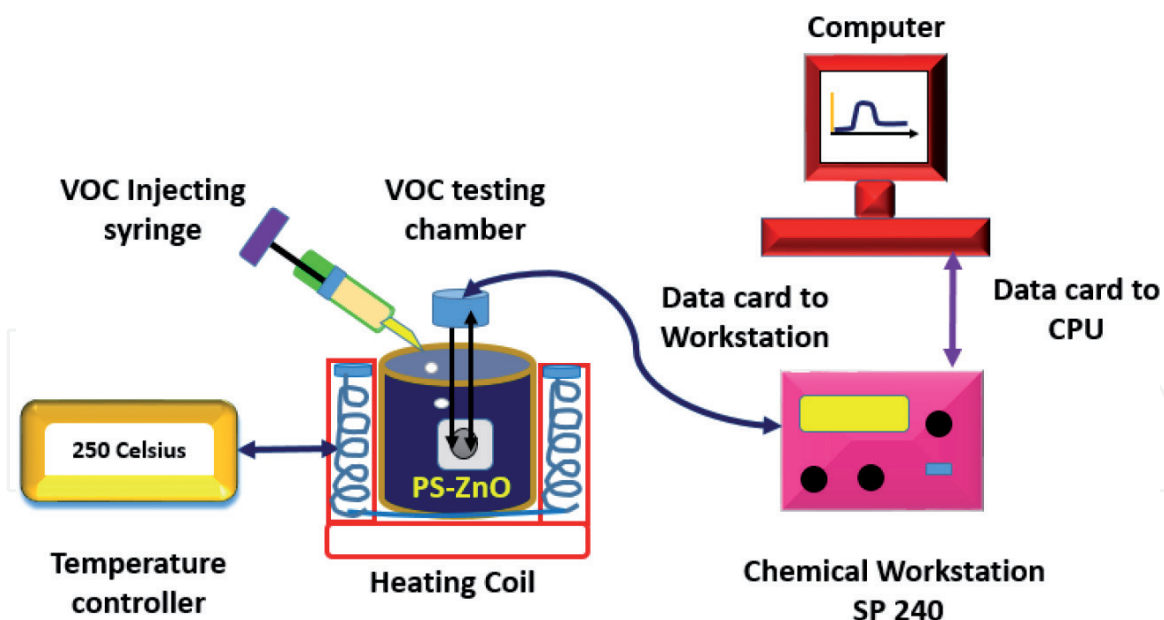 Computer
VOC Injecting
syringe
VOC testing
chamber
Data card to
Workstation
Data card to
CPU
250 Celsius
PS-ZnO
Temperature
controller
Heating Coil
Chemical Workstation
SP 240